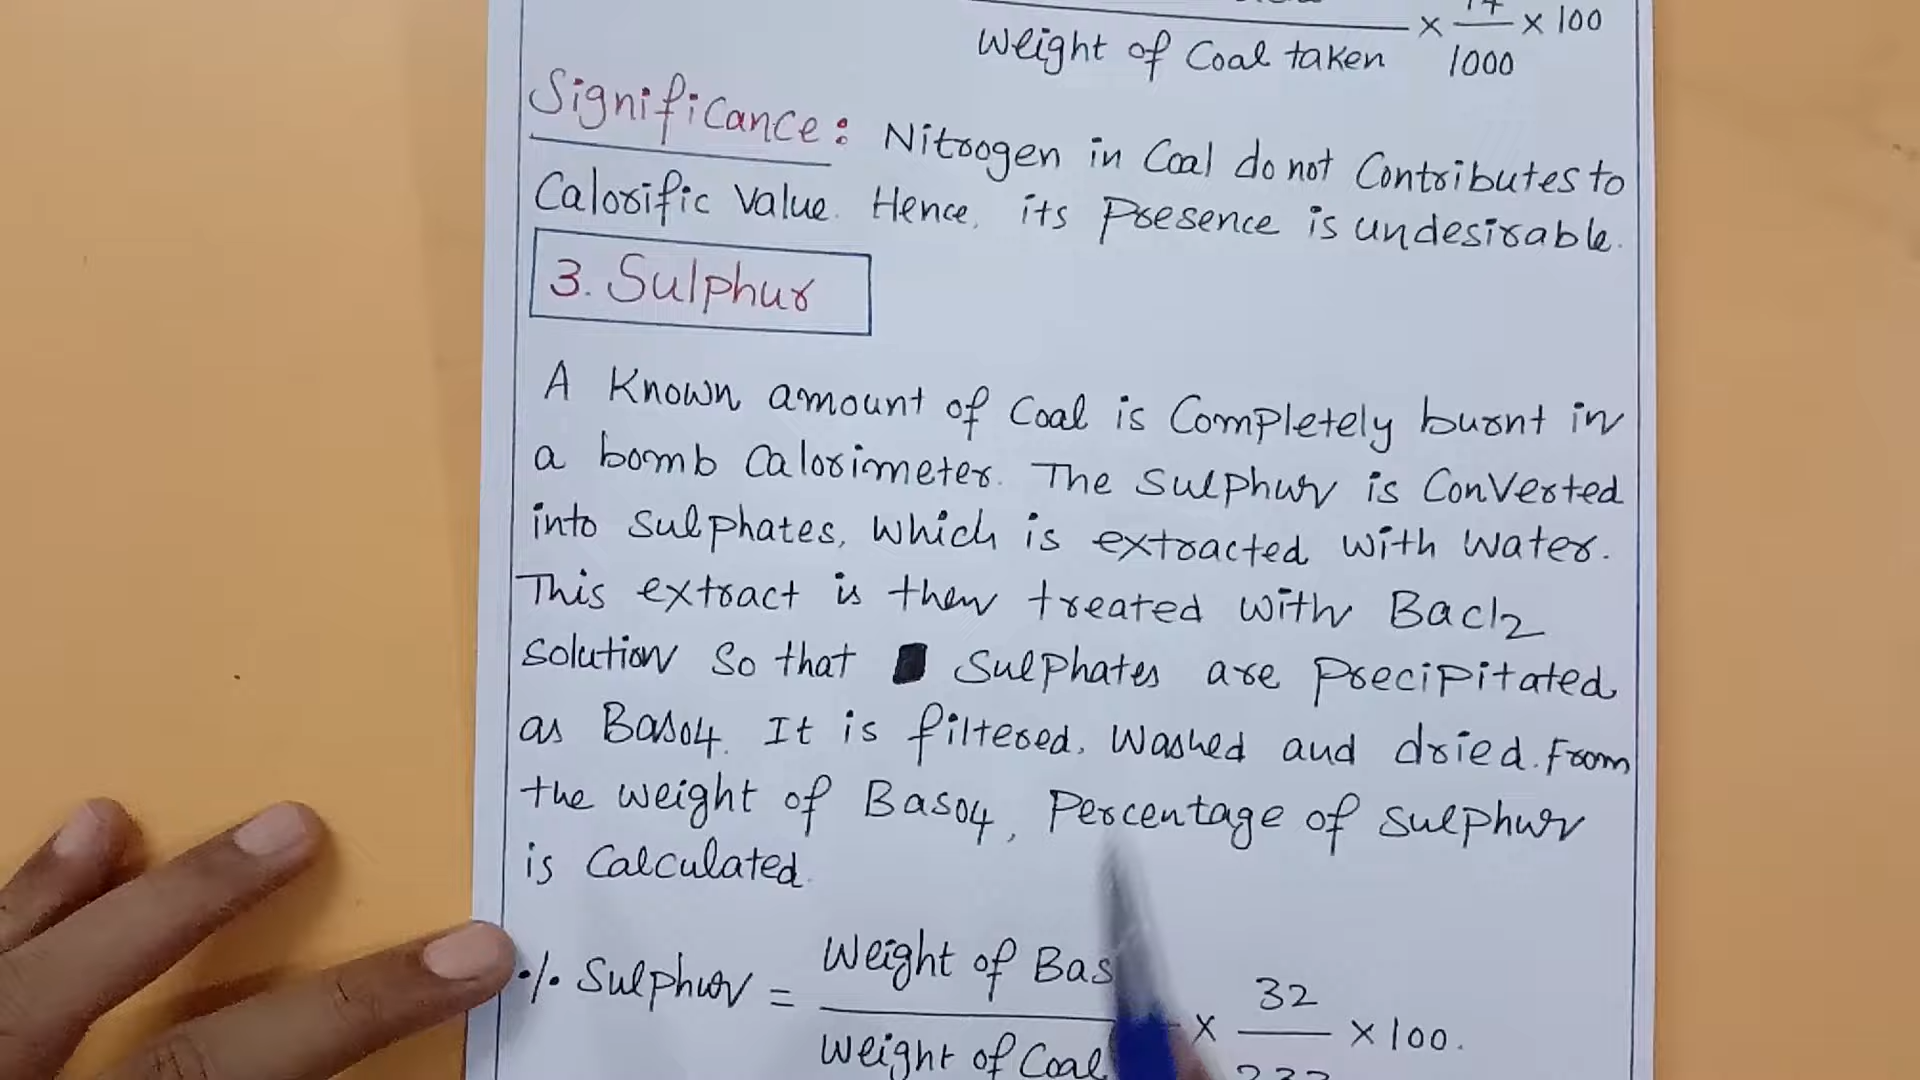 × 14 × 100
Weight of Coal taken 1000
Significance: Nitrogen in Coal do not Contributes to
Calorific Value. Hence, its presence is undesirable.
3. Sulphur
A Known amount of Coal is Completely burnt in
a bomb Calorimeter. The Sulphur is Converted
into Sulphates, which is extracted with water.
This extract is then treated with Bacl2
solution So that Sulphates are precipitated
as Baso4. It is filtered, washed and dried. From
the weight of Baso4, Percentage of Sulphur
is Calculated.
% Sulphur = Weight of Bas × 32 × 100.
Weight of Coal 233